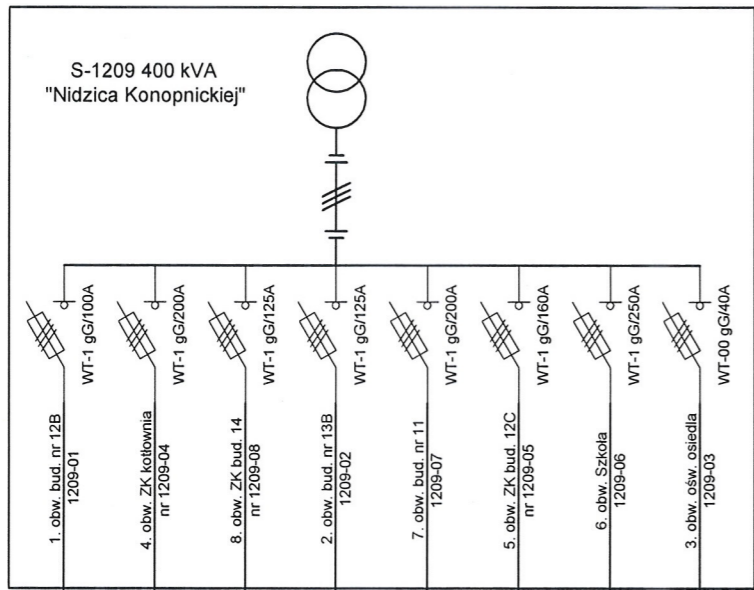 S-1209 400 kVA
"Nidzica Konopnickiej"
WT-1 gG/100A
1. obw. bud. nr 12B
1209-01
WT-1 gG/200A
4. obw. ZK kotłownia
nr 1209-04
WT-1 gG/125A
8. obw. ZK bud. 14
nr 1209-08
WT-1 gG/125A
2. obw. bud. nr 13B
1209-02
WT-1 gG/200A
7. obw. bud. nr 11
1209-07
WT-1 gG/160A
5. obw. ZK bud. 12C
nr 1209-05
WT-1 gG/250A
6. obw. Szkoła
1209-06
WT-00 gG/40A
3. obw. ośw. osiedla
1209-03